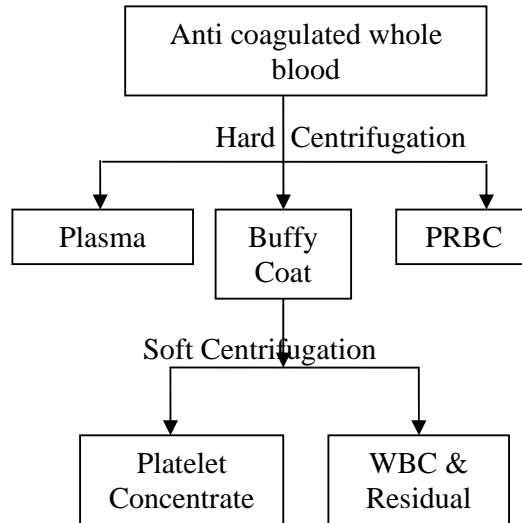 Anti coagulated whole
blood
Hard Centrifugation
Plasma
Buffy
Coat
PRBC
Soft Centrifugation
Platelet
Concentrate
WBC &
Residual